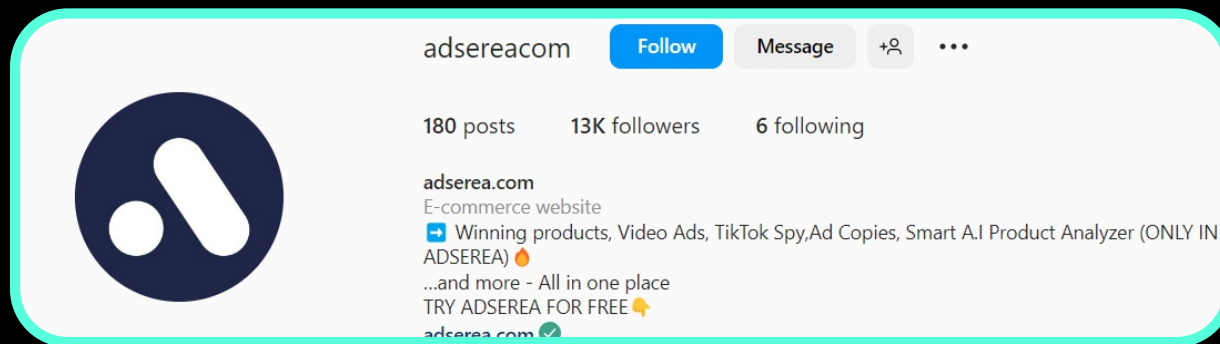 adsereacom Follow Message
180 posts 13K followers 6 following
adserea.com
E-commerce website
➡️ Winning products, Video Ads, TikTok Spy,Ad Copies, Smart A.I Product Analyzer (ONLY IN
ADSEREA)🔥
...and more - All in one place
TRY ADSEREA FOR FREE👇
adserea.com